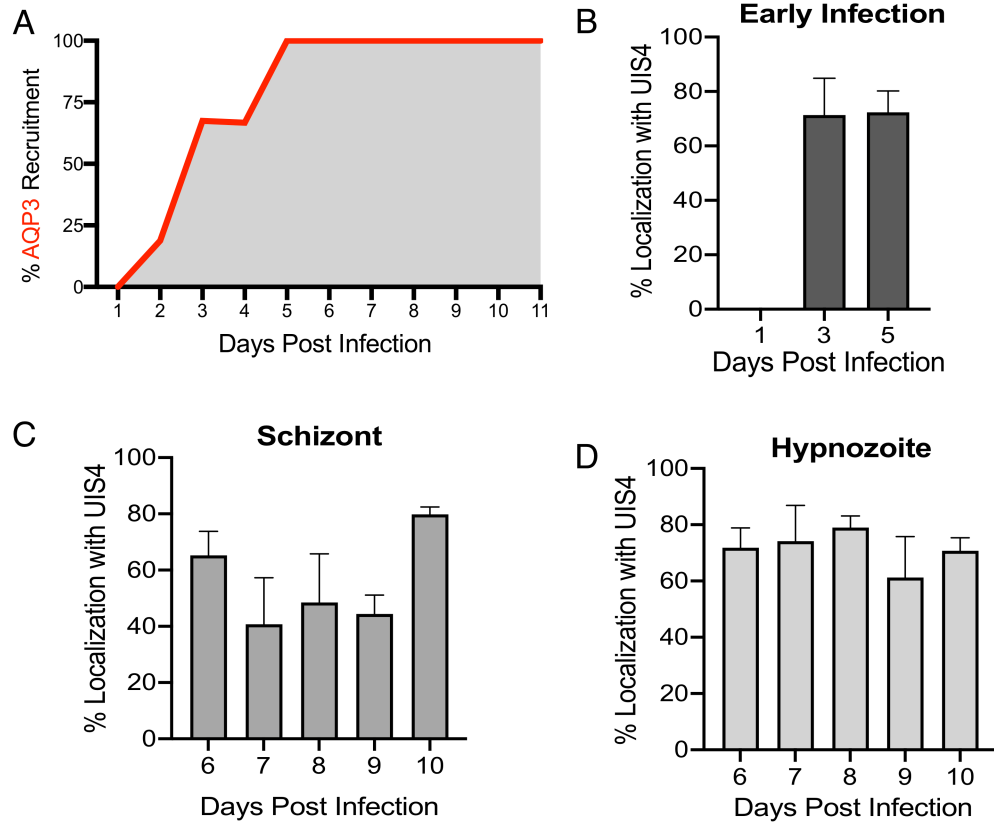 A
% AQP3 Recruitment
100
75
50
25
0
1 2 3 4 5 6 7 8 9 10 11
Days Post Infection
B
Early Infection
% Localization with UIS4
100
80
60
40
20
0
1 3 5
Days Post Infection
C
Schizont
% Localization with UIS4
100
80
60
40
20
0
6 7 8 9 10
Days Post Infection
D
Hypnozoite
% Localization with UIS4
100
80
60
40
20
0
6 7 8 9 10
Days Post Infection